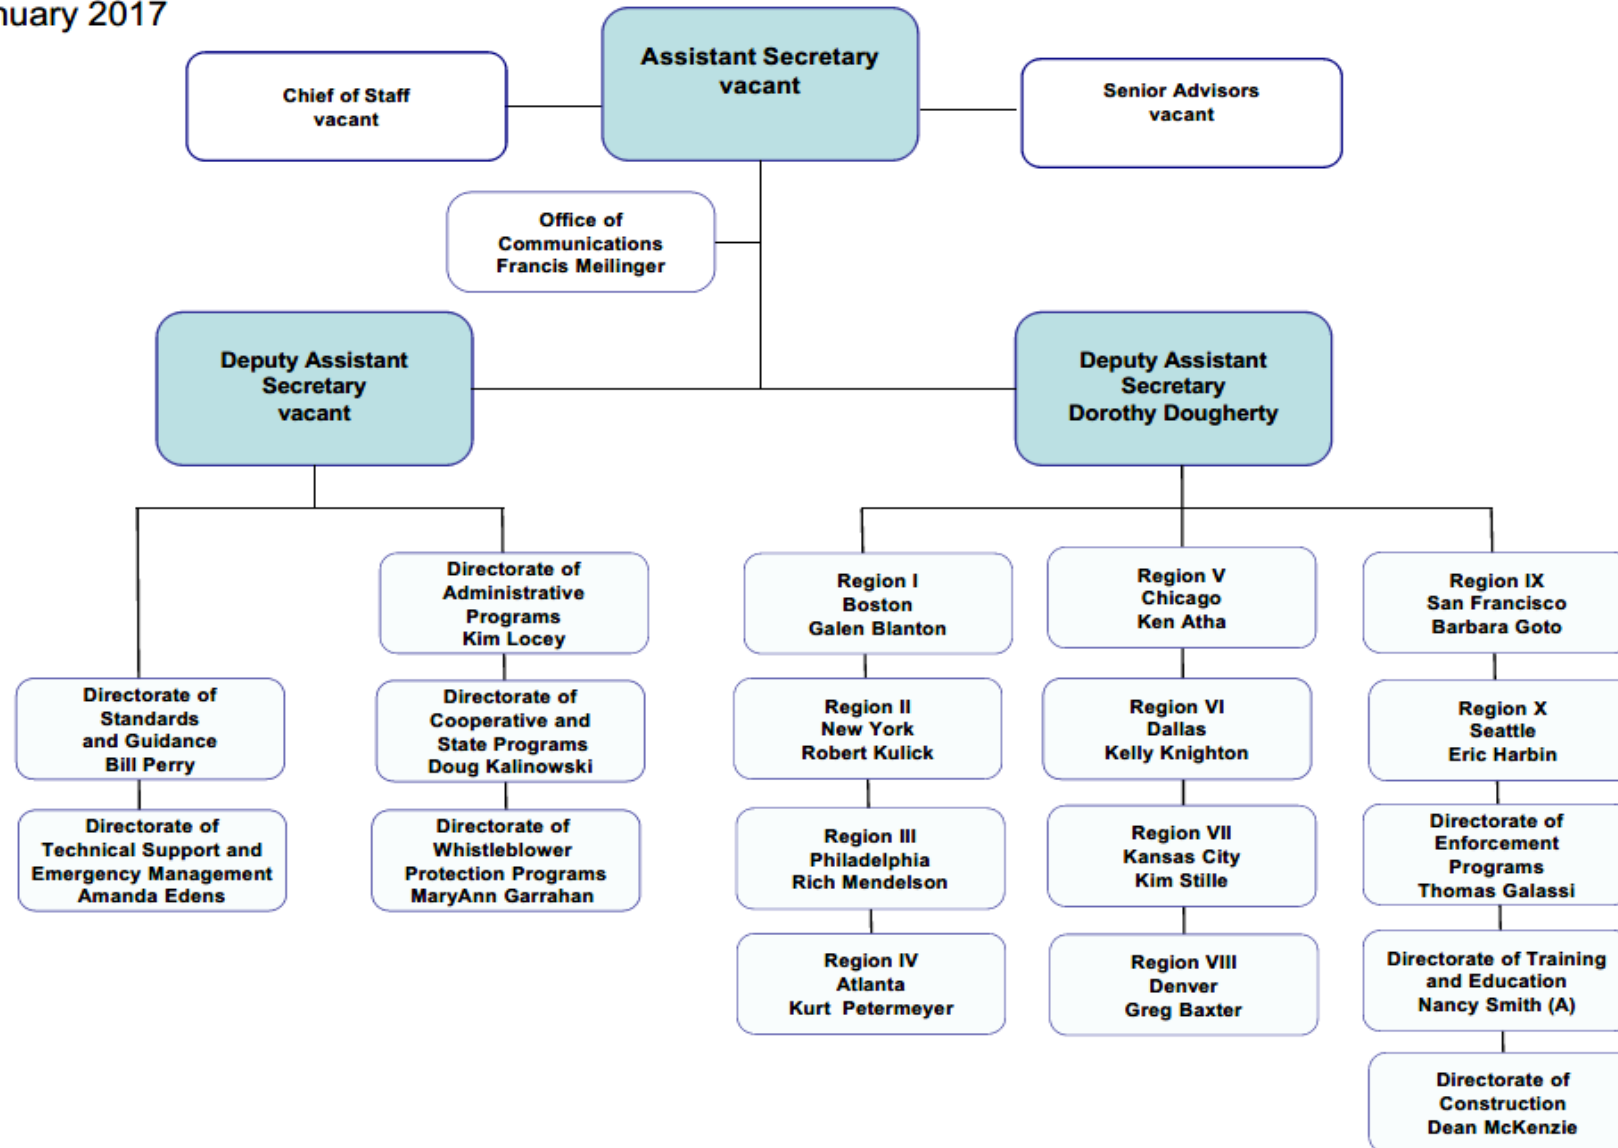 nuary 2017
Assistant Secretary
vacant
Chief of Staff
vacant
Senior Advisors
vacant
Office of
Communications
Francis Meilinger
Deputy Assistant
Secretary
vacant
Deputy Assistant
Secretary
Dorothy Dougherty
Directorate of
Standards
and Guidance
Bill Perry
Directorate of
Technical Support and
Emergency Management
Amanda Edens
Directorate of
Administrative
Programs
Kim Locey
Directorate of
Cooperative and
State Programs
Doug Kalinowski
Directorate of
Whistleblower
Protection Programs
MaryAnn Garrahan
Region I
Boston
Galen Blanton
Region II
New York
Robert Kulick
Region III
Philadelphia
Rich Mendelson
Region IV
Atlanta
Kurt Petermeyer
Region V
Chicago
Ken Atha
Region VI
Dallas
Kelly Knighton
Region VII
Kansas City
Kim Stille
Region VIII
Denver
Greg Baxter
Region IX
San Francisco
Barbara Goto
Region X
Seattle
Eric Harbin
Directorate of
Enforcement
Programs
Thomas Galassi
Directorate of Training
and Education
Nancy Smith (A)
Directorate of
Construction
Dean McKenzie